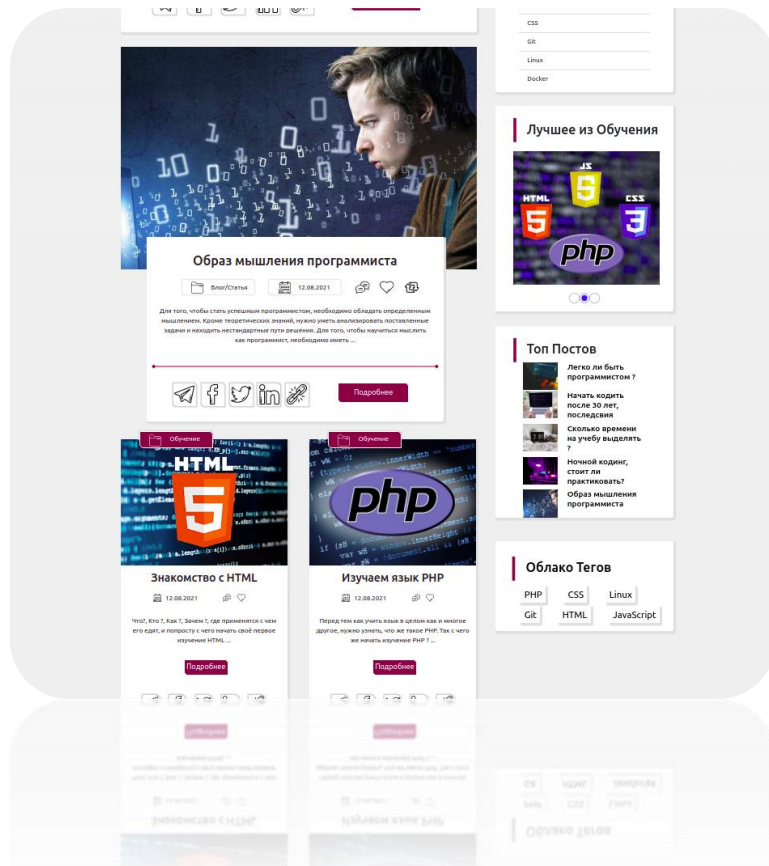 Образ мышления программиста
Блог/Статья
12.08.2021
Для того, чтобы стать успешным программистом, необходимо обладать определенным
мышлением. Кроме теоретических знаний, нужно уметь анализировать поставленные
задачи и находить нестандартные пути решения. Для того, чтобы научиться мыслить
как программист, необходимо иметь ...
Подробнее
Обучение
HTML
5
Знакомство с HTML
12.08.2021
Что?, Кто ?, Как ?, Зачем ?, где применятся с чем
его едят, и попросту с чего начать своё первое
изучение HTML ...
Подробнее
Обучение
php
Изучаем язык PHP
12.08.2021
Перед тем как учить язык в целом как и многое
другое, нужно узнать, что же такое PHP. Так с чего
же начать изучение PHP ? ...
Подробнее
CSS
Git
Linux
Docker
Лучшее из Обучения
JS
5
HTML
5
CSS
3
php
Топ Постов
Легко ли быть
программистом ?
Начать кодить
после 30 лет,
последсвия
Сколько времени
на учебу выделять
?
Ночной кодинг,
стоит ли
практиковать?
Образ мышления
программиста
Облако Тегов
PHP CSS Linux
Git HTML JavaScript